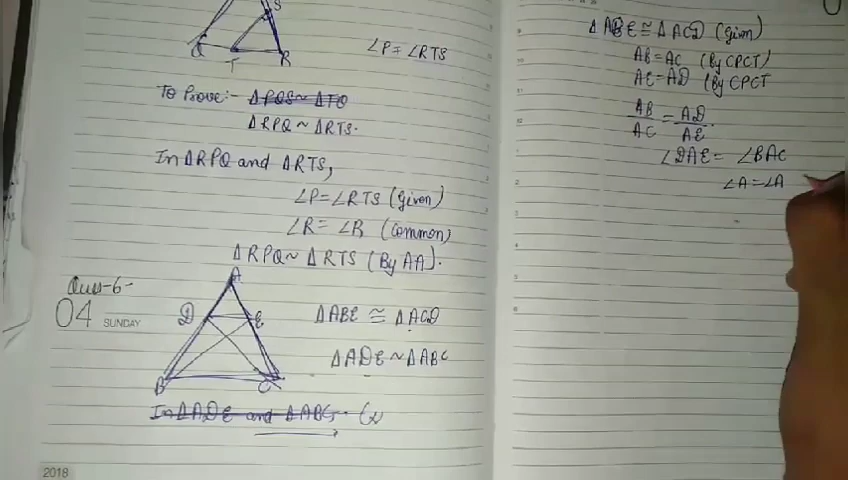 S
Q
T
R
∠P = ∠RTS
To Prove:- ΔPQS ~ ΔTQ
ΔRPQ ~ ΔRTS.
In ΔRPQ and ΔRTS,
∠P = ∠RTS (given)
∠R = ∠R (Common)
ΔRPQ ~ ΔRTS (By AA).
Ques-6-
04 SUNDAY
A
D
E
B
C
ΔABE ≅ ΔACD
ΔADE ~ ΔABC
In ΔADE and ΔABC
2018
ΔABE ≅ ΔACD (given)
AB = AC (By CPCT)
AE = AD (By CPCT
AB/AC = AD/AE.
∠DAE = ∠BAC
∠A = ∠A